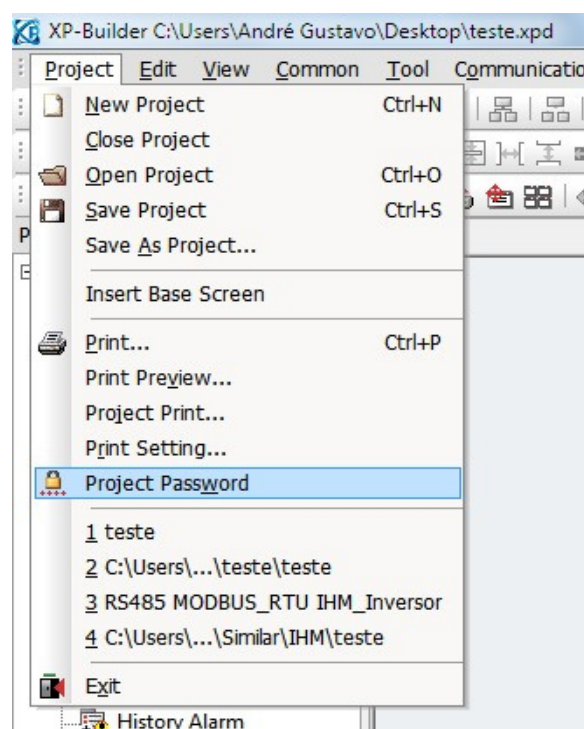 XP-Builder C:\Users\André Gustavo\Desktop\teste.xpd
Project Edit View Common Tool Communicatio
New Project Ctrl+N
Close Project
Open Project Ctrl+O
Save Project Ctrl+S
Save As Project...
Insert Base Screen
Print... Ctrl+P
Print Preview...
Project Print...
Print Setting...
Project Password
1 teste
2 C:\Users\...\teste\teste
3 RS485 MODBUS_RTU IHM_Inversor
4 C:\Users\...\Similar\IHM\teste
Exit
History Alarm